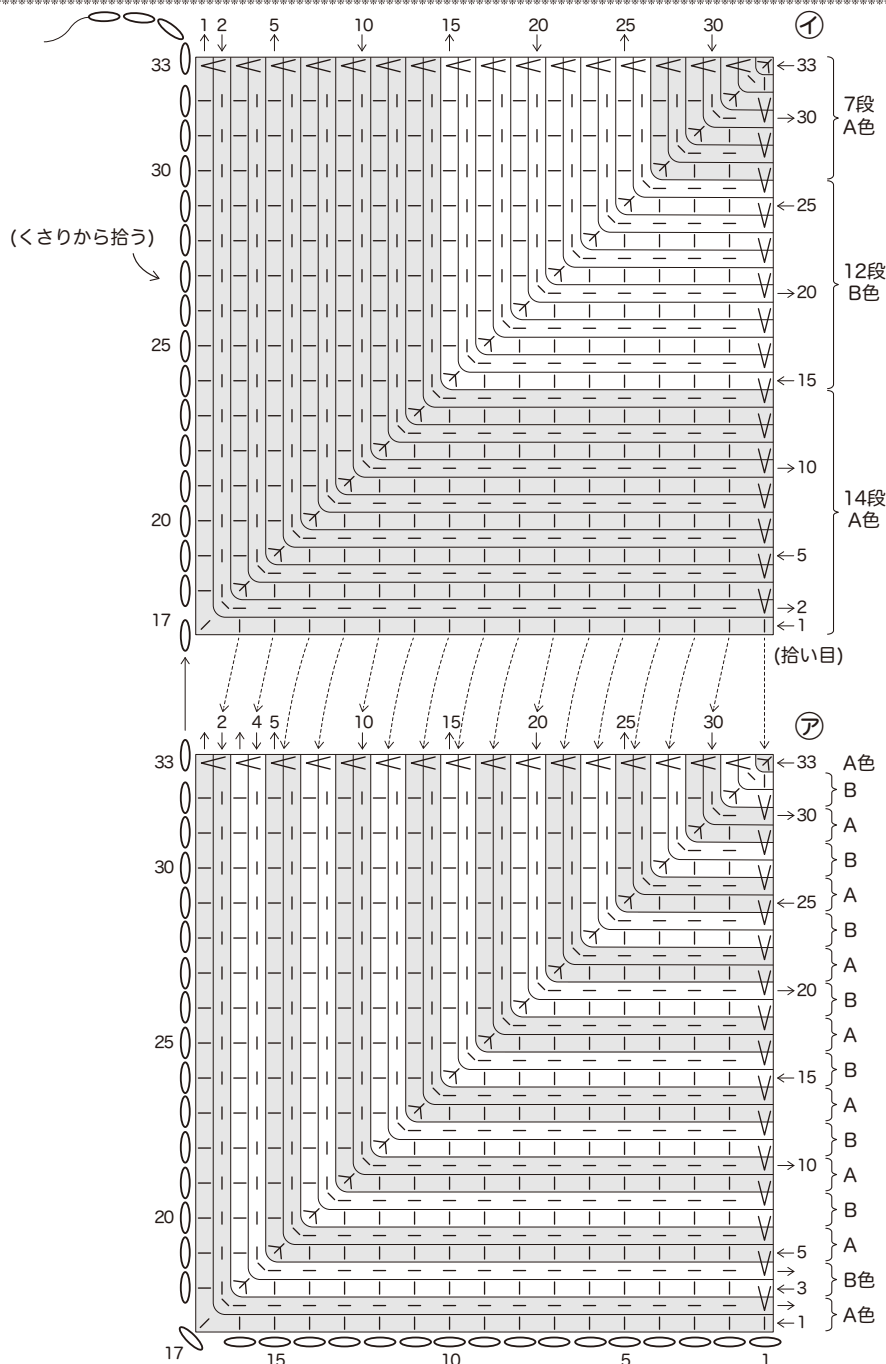 1 2 5 10 15 20 25 30 ㋑
33 ←33
7段
A色
→30
30
←25
(くさりから拾う)
12段
B色
→20
25
←15
→10
14段
A色
20
←5
→2
17 ←1
(拾い目)
2 4 5 10 15 20 25 30 ㋐
33 ←33 A色
B
→30 A
30 B
←25 A
B
A
→20 B
25 A
B
←15
A
B
→10 A
B
20
←5 A
←3 B色
←1 A色
17 15 10 5 1